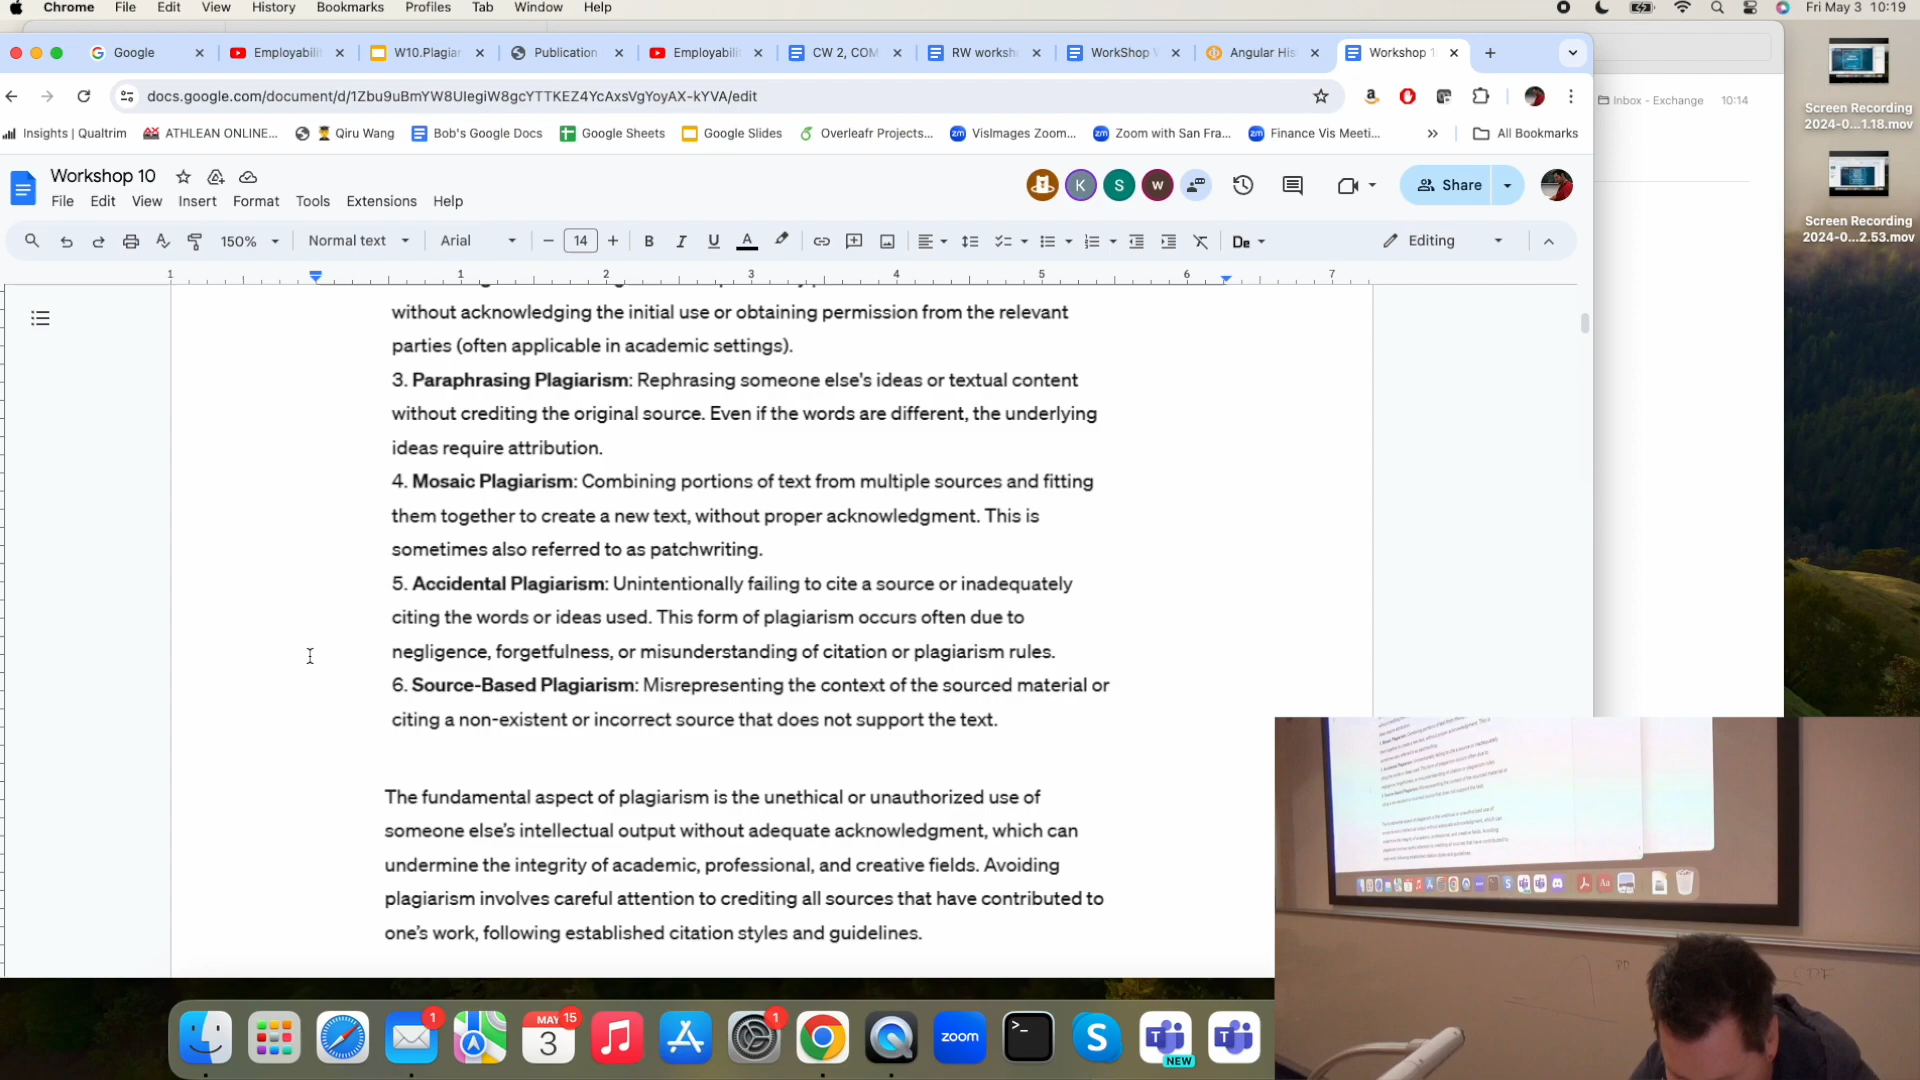 Chrome File Edit View History Bookmarks Profiles Tab Window Help Fri May 3 10:19
Google Employabili W10.Plagiar Publication Employabili CW 2, COM RW worksh WorkShop Angular His Workshop 1
docs.google.com/document/d/1Zbu9uBmYW8UIegiW8gcYTTKEZ4YcAxsVgYoyAX-kYVA/edit
Inbox - Exchange 10:14
Insights | Qualtrim ATHLEAN ONLINE... Qiru Wang Bob's Google Docs Google Sheets Google Slides Overleafr Projects... VisImages Zoom... Zoom with San Fra... Finance Vis Meeti... All Bookmarks
Screen Recording
2024-0...1.18.mov
Screen Recording
2024-0...2.53.mov
Workshop 10
K S w
Share
File Edit View Insert Format Tools Extensions Help
150% Normal text Arial 14 B I U A De Editing
1 1 2 3 4 5 6 7
without acknowledging the initial use or obtaining permission from the relevant
parties (often applicable in academic settings).
3. Paraphrasing Plagiarism: Rephrasing someone else's ideas or textual content
without crediting the original source. Even if the words are different, the underlying
ideas require attribution.
4. Mosaic Plagiarism: Combining portions of text from multiple sources and fitting
them together to create a new text, without proper acknowledgment. This is
sometimes also referred to as patchwriting.
5. Accidental Plagiarism: Unintentionally failing to cite a source or inadequately
citing the words or ideas used. This form of plagiarism occurs often due to
negligence, forgetfulness, or misunderstanding of citation or plagiarism rules.
6. Source-Based Plagiarism: Misrepresenting the context of the sourced material or
citing a non-existent or incorrect source that does not support the text.
The fundamental aspect of plagiarism is the unethical or unauthorized use of
someone else's intellectual output without adequate acknowledgment, which can
undermine the integrity of academic, professional, and creative fields. Avoiding
plagiarism involves careful attention to crediting all sources that have contributed to
one's work, following established citation styles and guidelines.
1 MAY 15 3 1 zoom S T NEW T